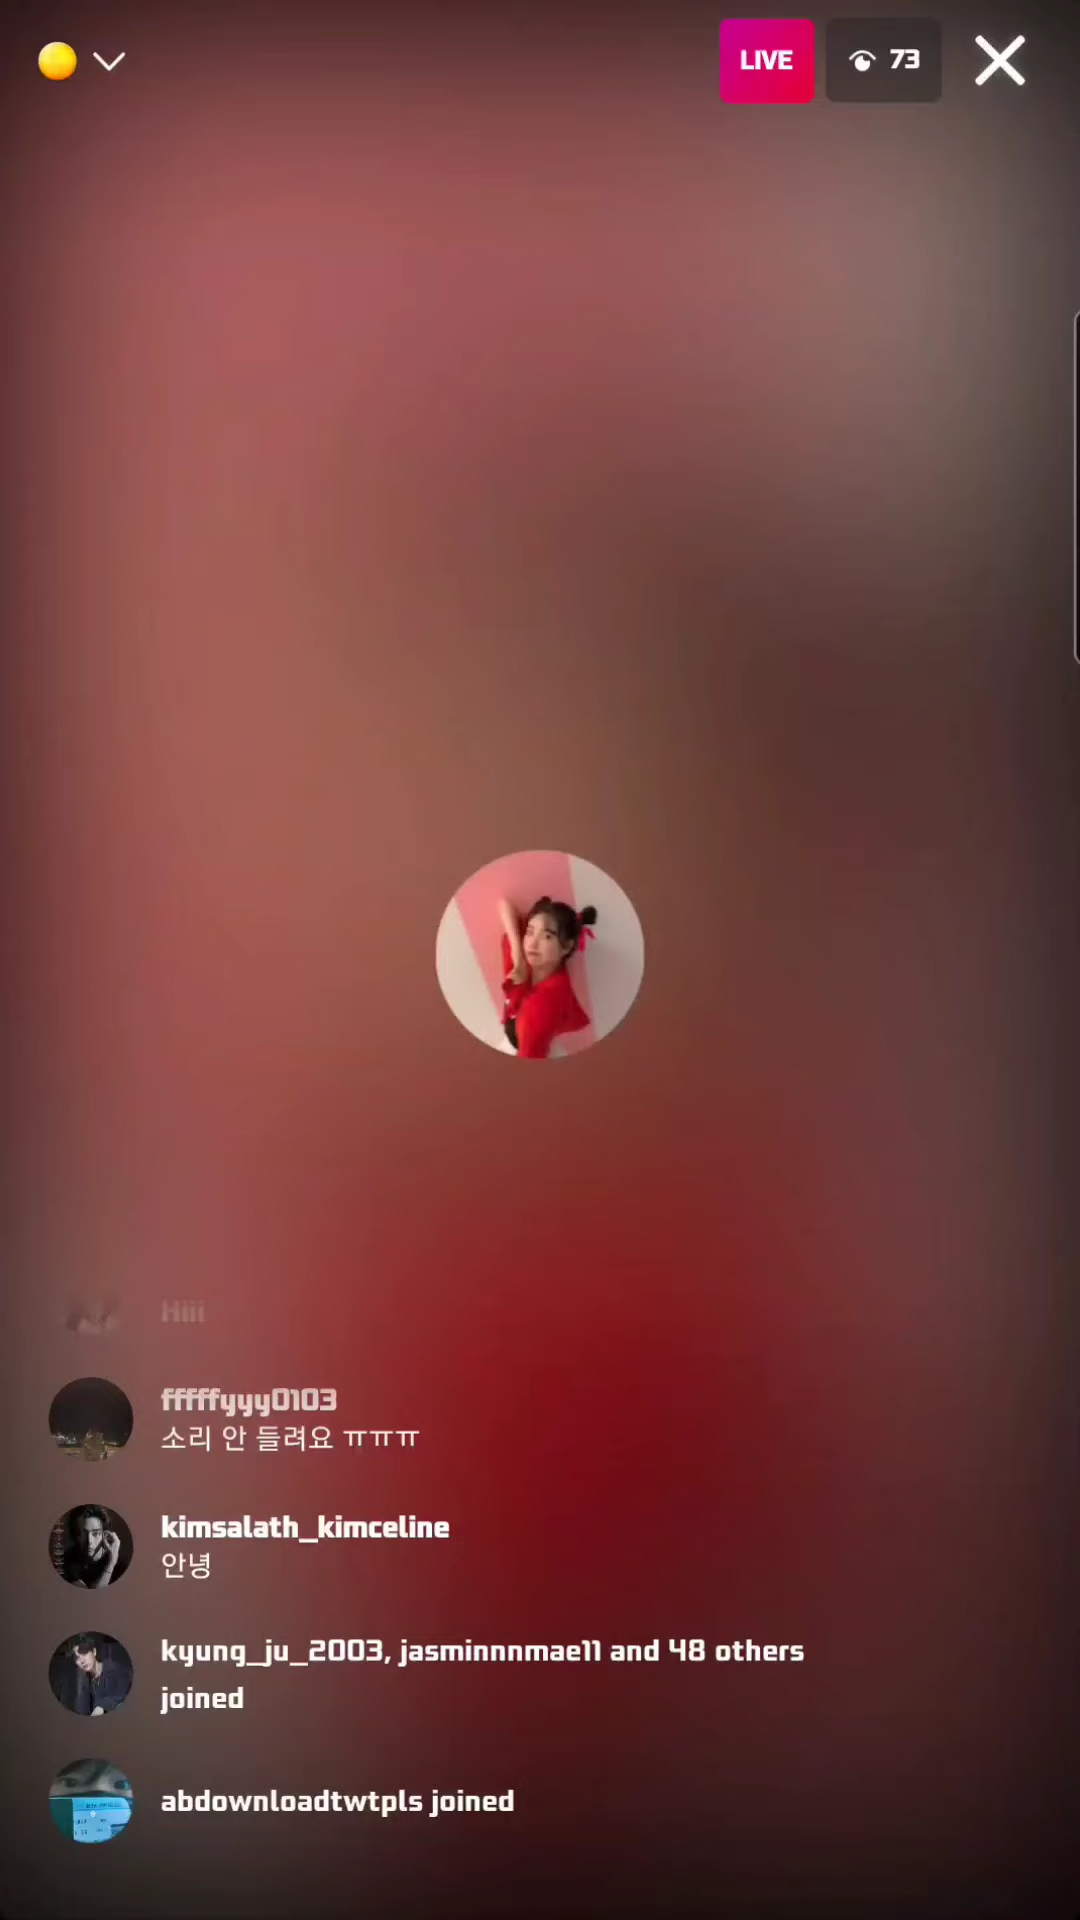 LIVE
73
Hiii
fffffyyy0103
소리 안 들려요 ㅠㅠㅠ
kimsalath_kimceline
안녕
kyung_ju_2003, jasminnnmae11 and 48 others
joined
abdownloadtwtpls joined